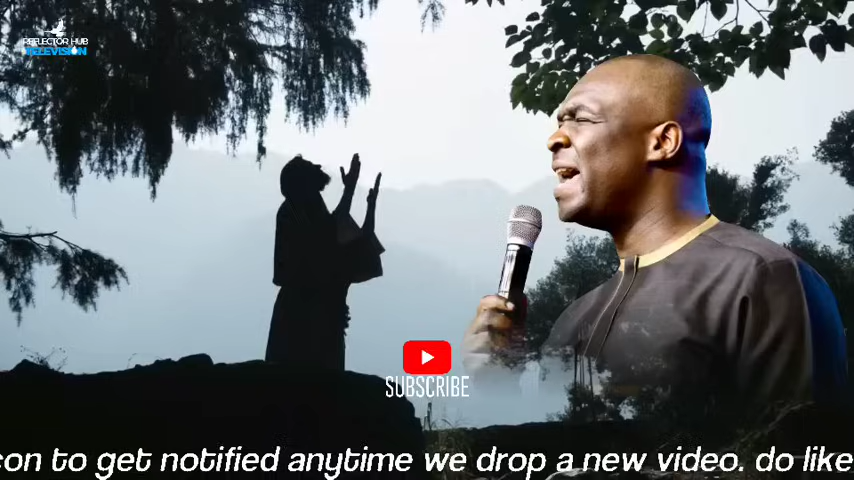 REFLECTOR HUB
TELEVISION
SUBSCRIBE
con to get notified anytime we drop a new video. do like